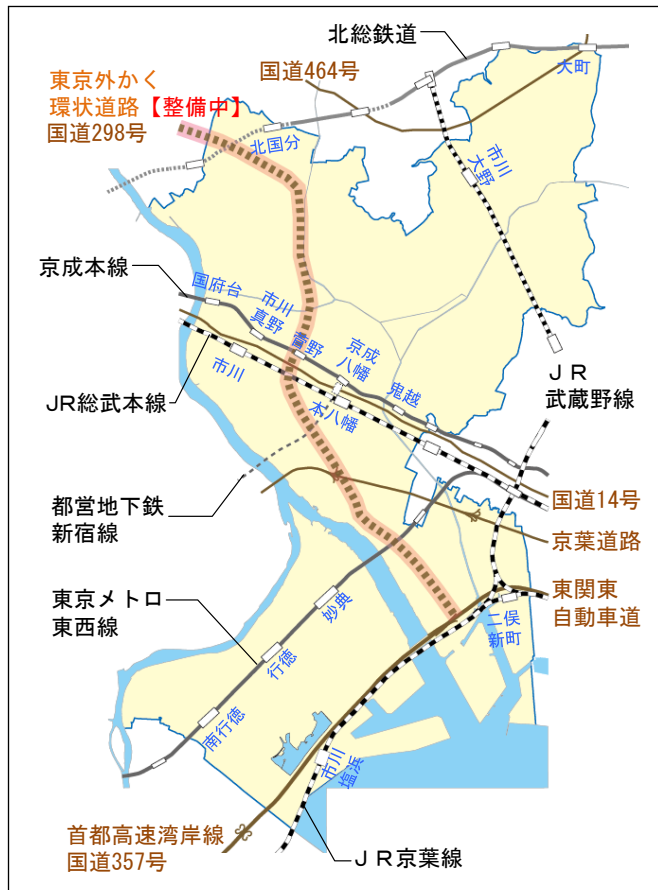 北総鉄道
国道464号
大町
東京外かく
環状道路【整備中】
国道298号
北国分
市川
大野
京成本線
国府台
市川
真野
菅野
京成
八幡
鬼越
市川
本八幡
JR総武本線
ＪＲ
武蔵野線
都営地下鉄
新宿線
国道14号
京葉道路
東関東
自動車道
東京メトロ
東西線
妙典
行徳
南行徳
二俣
新町
市川
塩浜
首都高速湾岸線
国道357号
ＪＲ京葉線